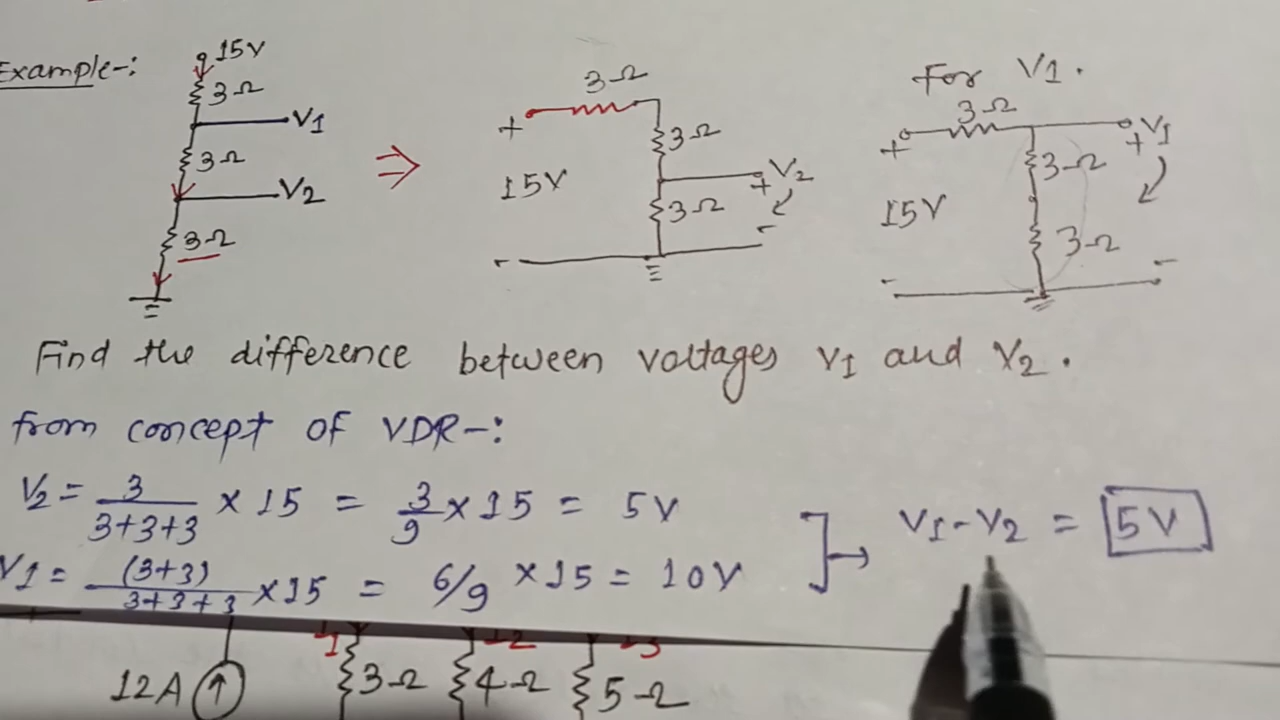 Example-:
15V
3Ω
V1
3Ω
V2
3Ω
⇒
3Ω
+
3Ω
15V
V2
+
3Ω
-
-
For V1.
3Ω
+
V1
+
3Ω
15V
3Ω
-
-
Find the difference between voltages V1 and V2.
from concept of VDR-:
V2 = 3/(3+3+3) × 15 = 3/9 × 15 = 5V
V1 = (3+3)/(3+3+3) × 15 = 6/9 × 15 = 10V
] → V1-V2 = 5V
12A
3Ω
4Ω
5Ω